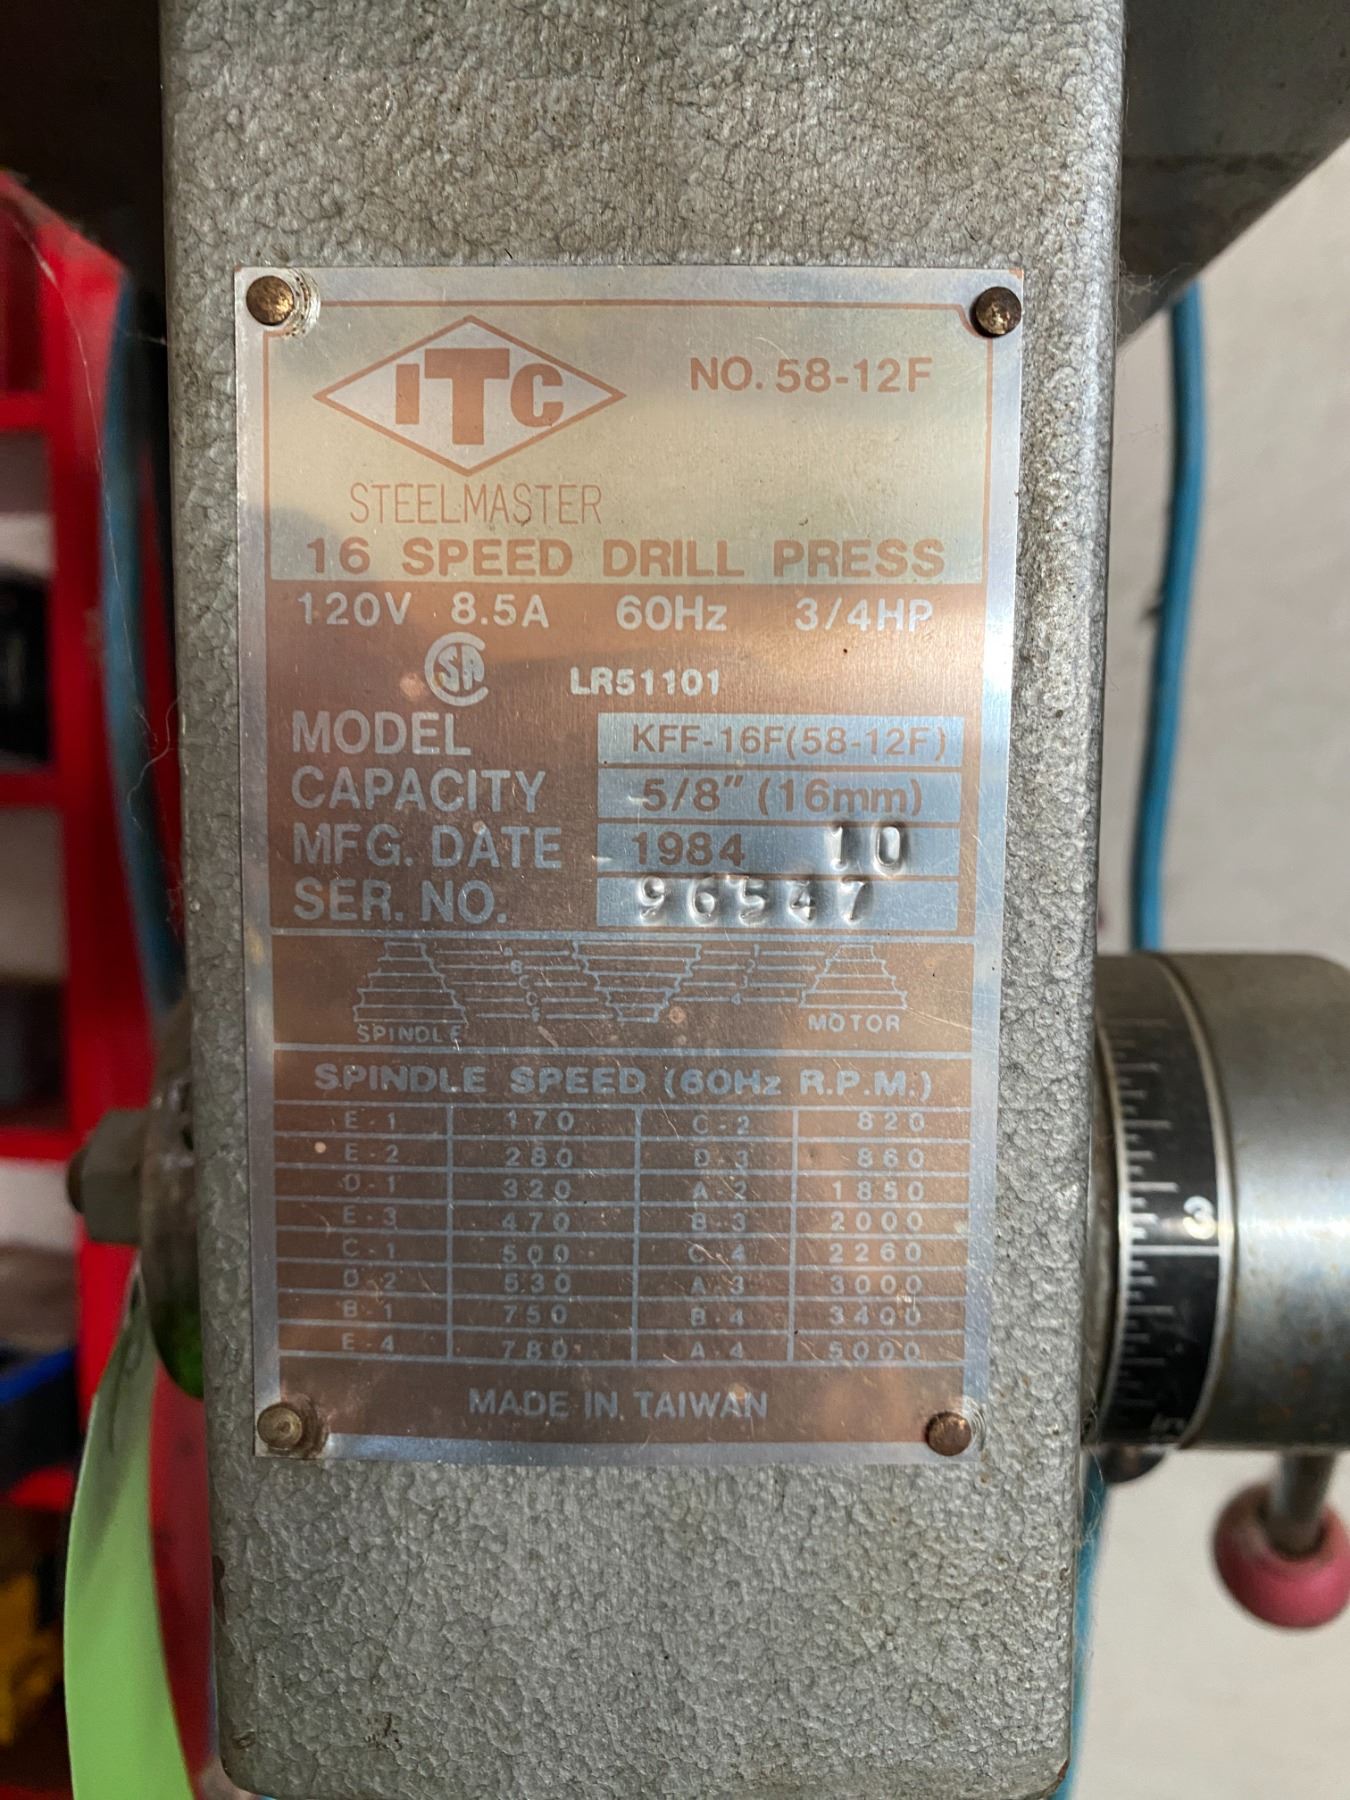 ITC
NO. 58-12F
STEELMASTER
16 SPEED DRILL PRESS
120V 8.5A 60Hz 3/4HP
SA LR51101
MODEL KFF-16F(58-12F)
CAPACITY 5/8" (16mm)
MFG. DATE 1984 10
SER. NO. 96547
SPINDLE
MOTOR
SPINDLE SPEED (60Hz R.P.M.)
E-1 170 C-2 820
E-2 280 D-3 860
D-1 320 A-2 1850
E-3 470 B-3 2000
C-1 500 C-4 2260
D-2 530 A-3 3000
B-1 750 B-4 3400
E-4 780 A-4 5000
MADE IN TAIWAN
3